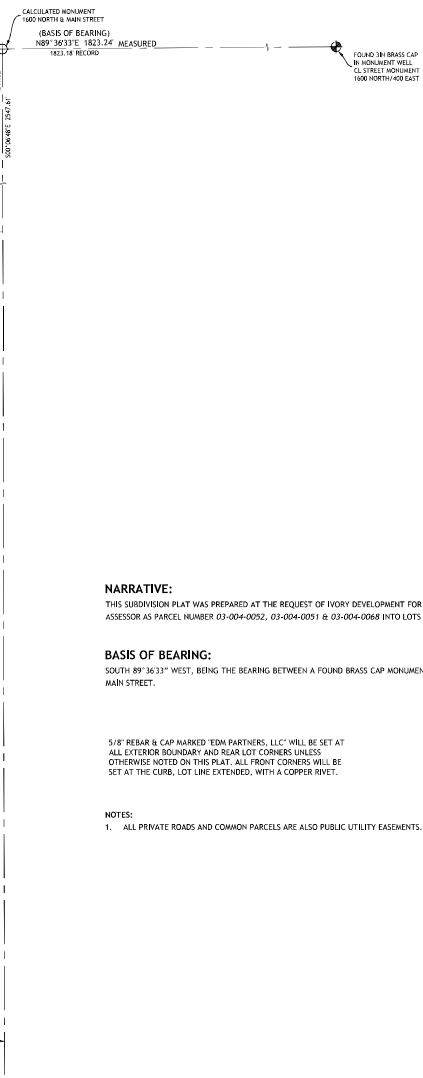 CALCULATED MONUMENT
1600 NORTH & MAIN STREET
(BASIS OF BEARING)
N89°36'33"E 1823.24' MEASURED
1823.18' RECORD
FOUND 3IN BRASS CAP
IN MONUMENT WELL
CL STREET MONUMENT
1600 NORTH/400 EAST
S00°06'48"E 2547.61'
NARRATIVE:
THIS SUBDIVISION PLAT WAS PREPARED AT THE REQUEST OF IVORY DEVELOPMENT FOR
ASSESSOR AS PARCEL NUMBER 03-004-0052, 03-004-0051 & 03-004-0068 INTO LOTS
BASIS OF BEARING:
SOUTH 89°36'33" WEST, BEING THE BEARING BETWEEN A FOUND BRASS CAP MONUMEN
MAIN STREET.
5/8" REBAR & CAP MARKED "EDM PARTNERS, LLC" WILL BE SET AT
ALL EXTERIOR BOUNDARY AND REAR LOT CORNERS UNLESS
OTHERWISE NOTED ON THIS PLAT. ALL FRONT CORNERS WILL BE
SET AT THE CURB, LOT LINE EXTENDED, WITH A COPPER RIVET.
NOTES:
1. ALL PRIVATE ROADS AND COMMON PARCELS ARE ALSO PUBLIC UTILITY EASEMENTS.